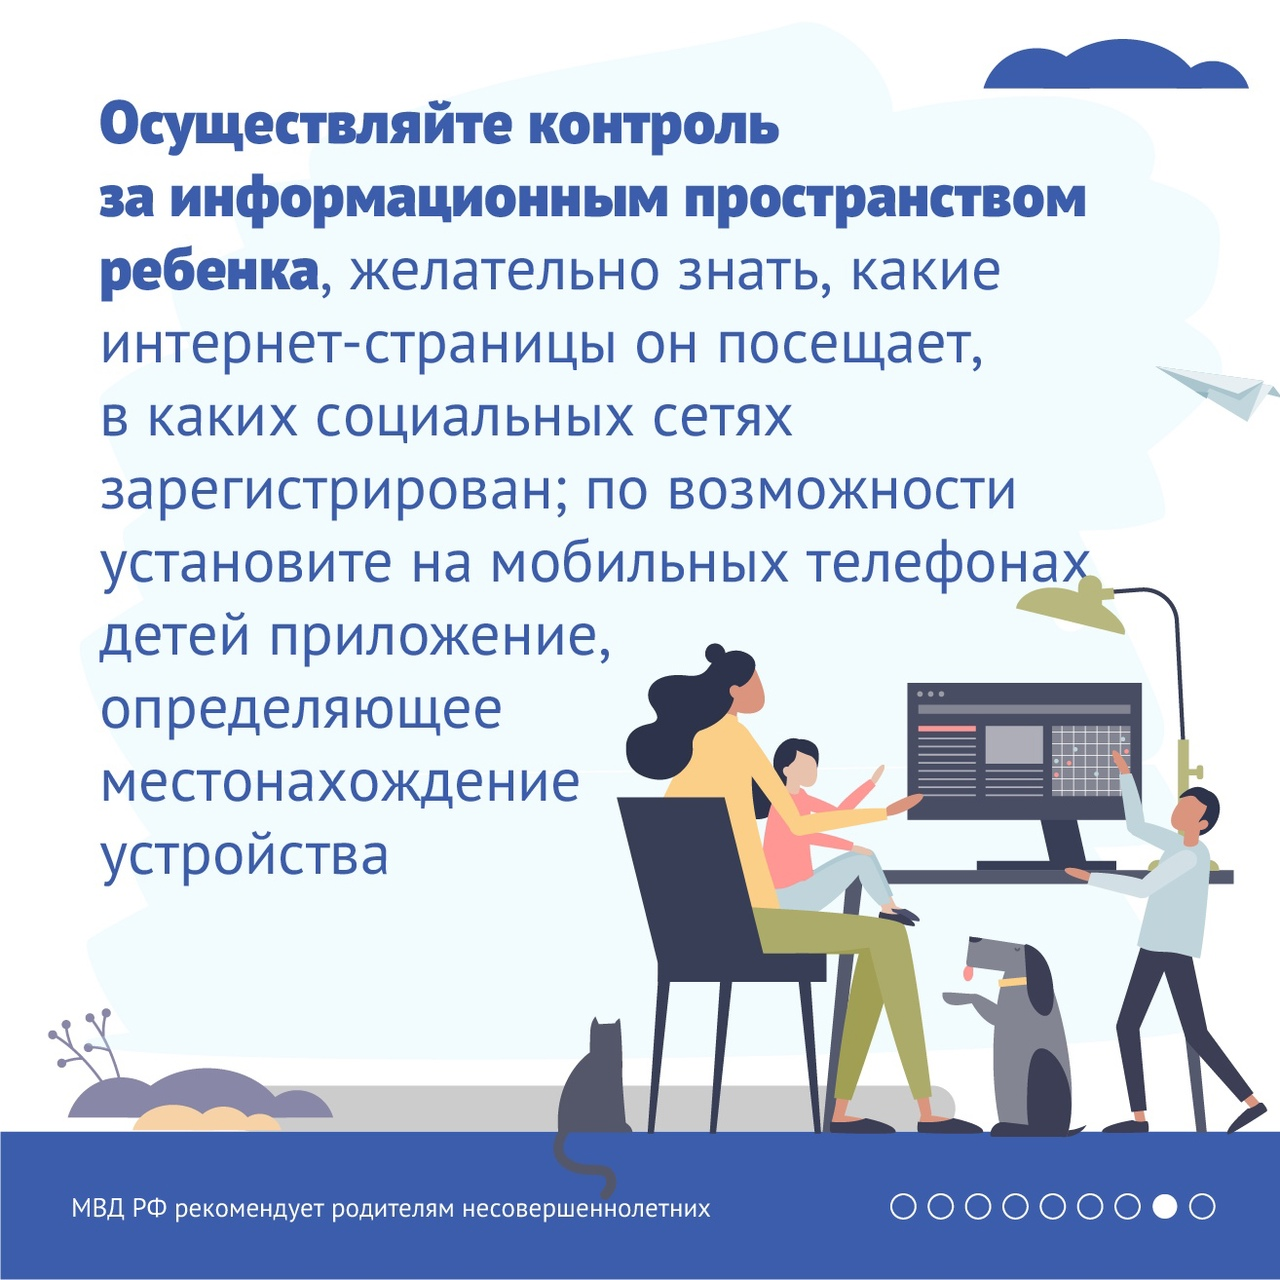 Осуществляйте контроль
за информационным пространством
ребенка, желательно знать, какие
интернет-страницы он посещает,
в каких социальных сетях
зарегистрирован; по возможности
установите на мобильных телефонах
детей приложение,
определяющее
местонахождение
устройства
МВД РФ рекомендует родителям несовершеннолетних